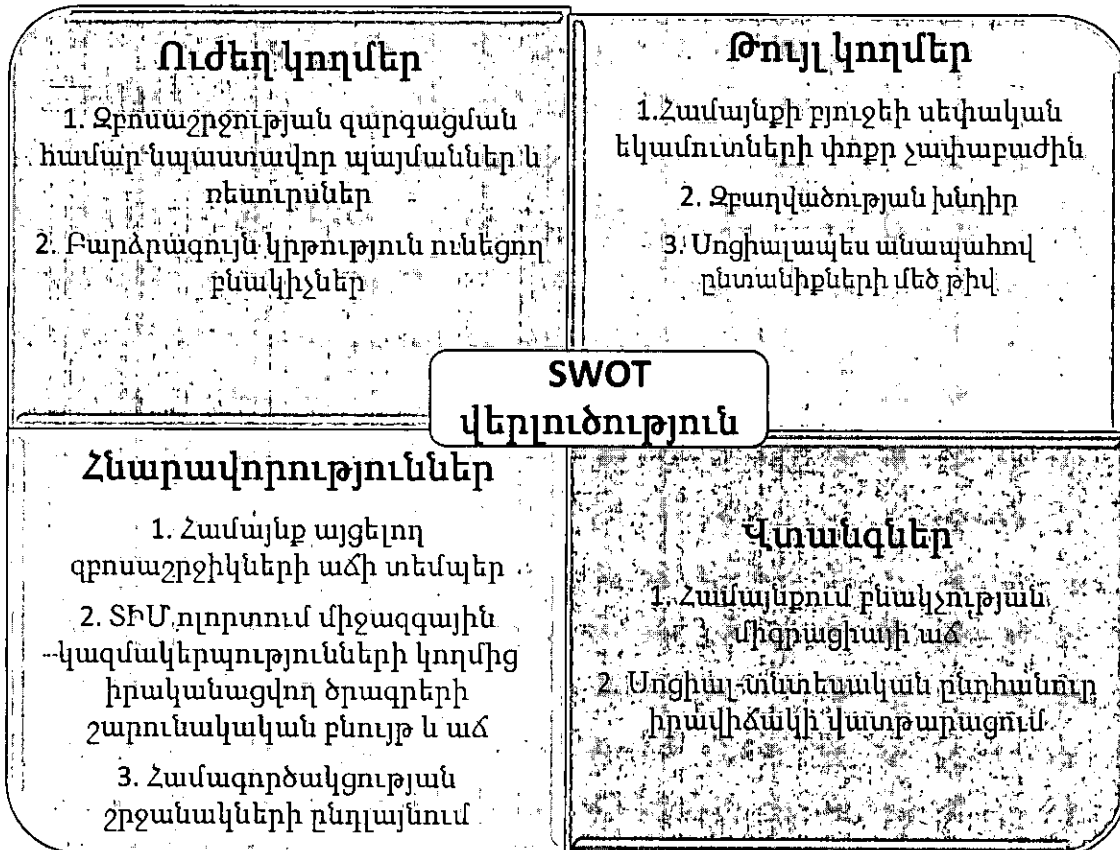 Ուժեղ կողմեր
1. Զբոսաշրջության զարգացման
համար նպաստավոր պայմաններ և
ռեսուրսներ
2. Բարձրագույն կրթություն ունեցող
բնակիչներ
Թույլ կողմեր
1.Համայնքի բյուջեի սեփական
եկամուտների փոքր չափաբաժին
2. Զբաղվածության խնդիր
3. Սոցիալապես անապահով
ընտանիքների մեծ թիվ
SWOT
վերլուծություն
Հնարավորություններ
1. Համայնք այցելող
զբոսաշրջիկների աճի տեմպեր
2. ՏԻՄ ոլորտում միջազգային
կազմակերպությունների կողմից
իրականացվող ծրագրերի
շարունակական բնույթ և աճ
3. Համագործակցության
շրջանակների ընդլայնում
Վտանգներ
1. Համայնքում բնակչության
միգրացիայի աճ
2. Սոցիալ-տնտեսական ընդհանուր
իրավիճակի վատթարացում